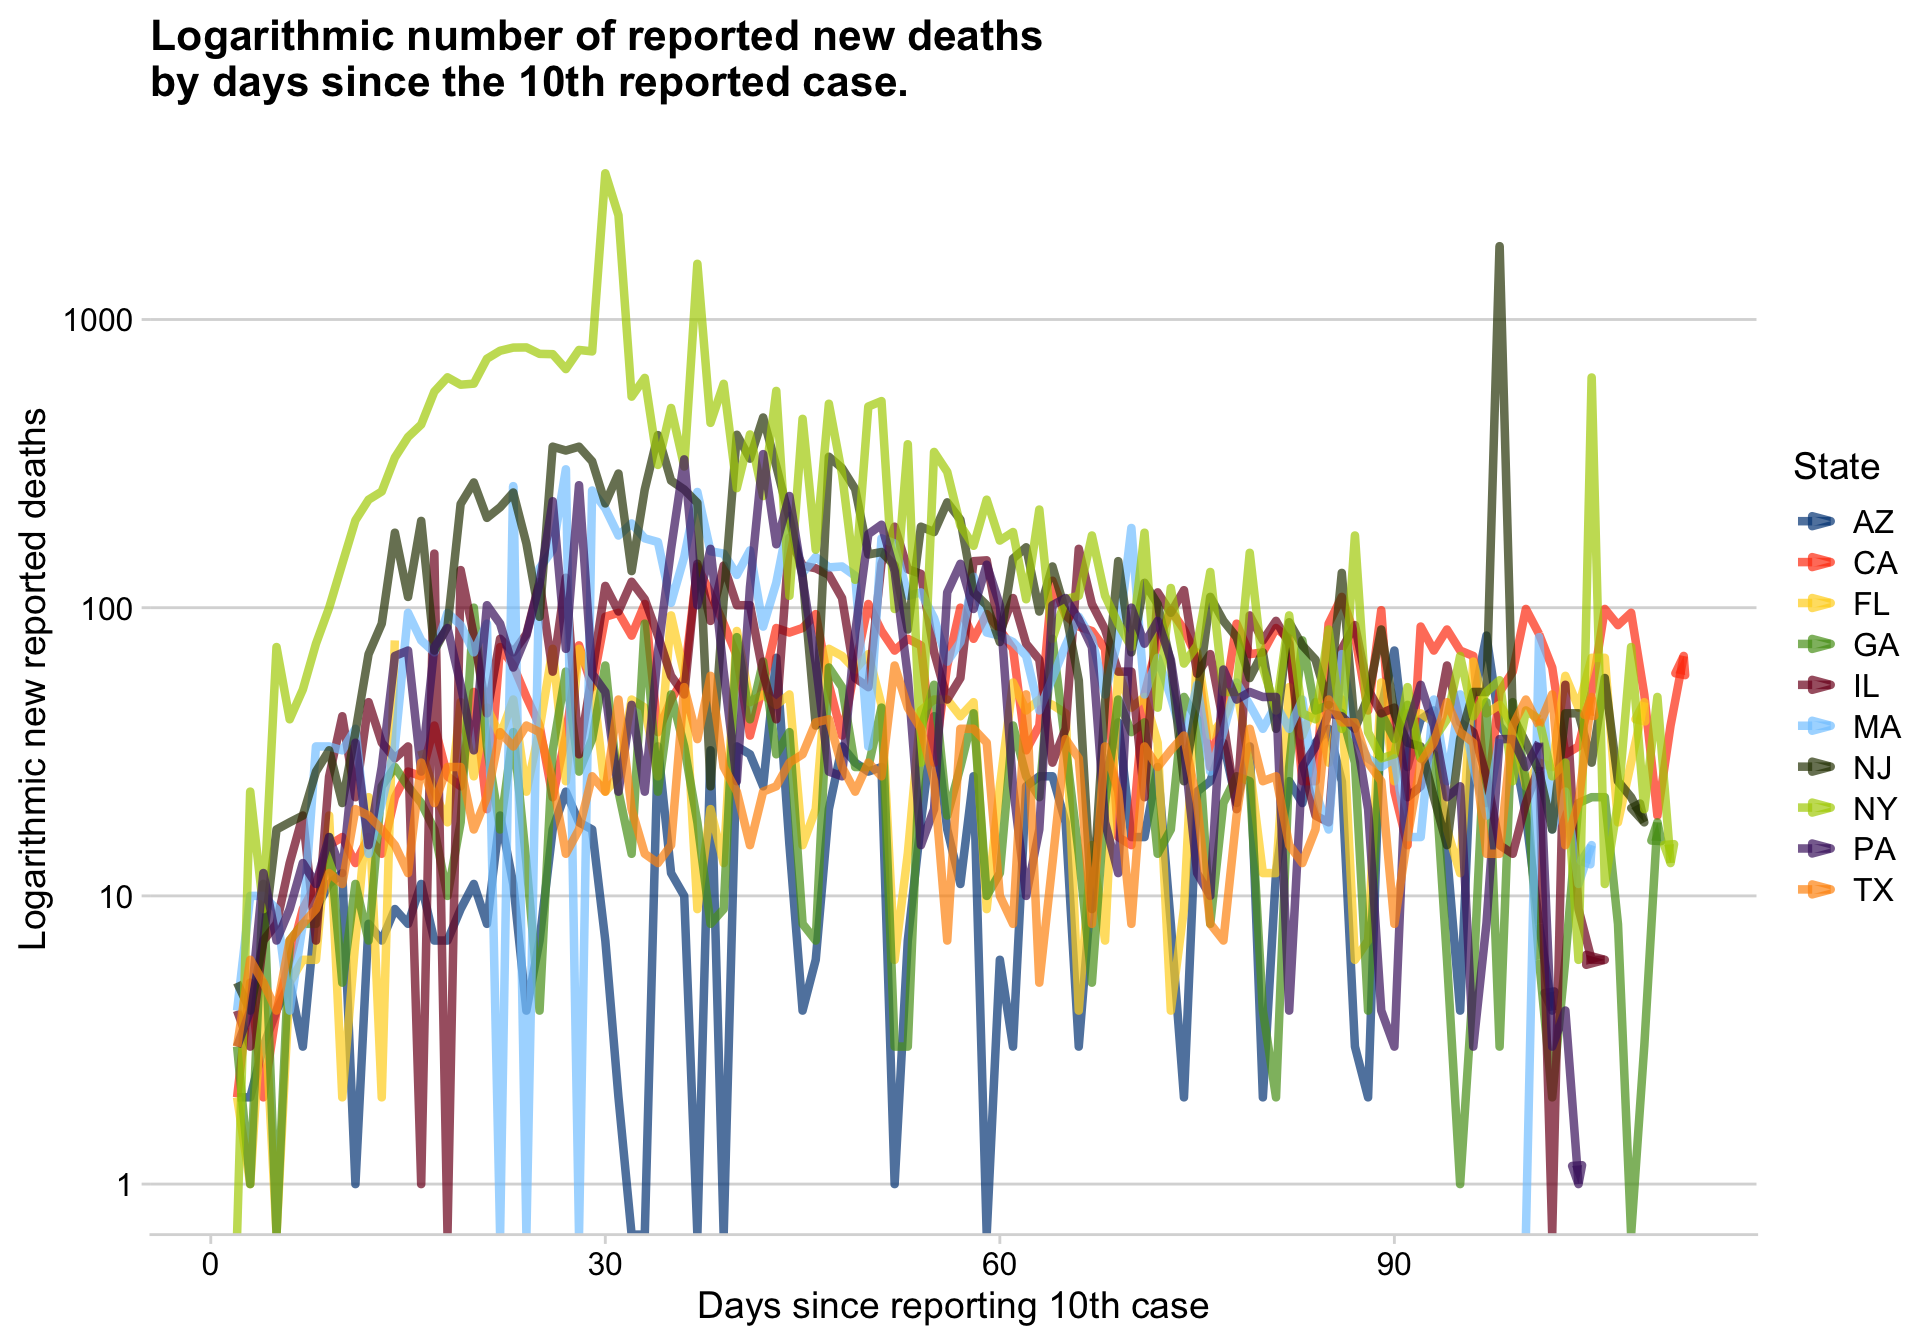 Logarithmic number of reported new deaths
by days since the 10th reported case.
Logarithmic new reported deaths
1000
100
10
1
0
30
60
90
Days since reporting 10th case
State
AZ
CA
FL
GA
IL
MA
NJ
NY
PA
TX